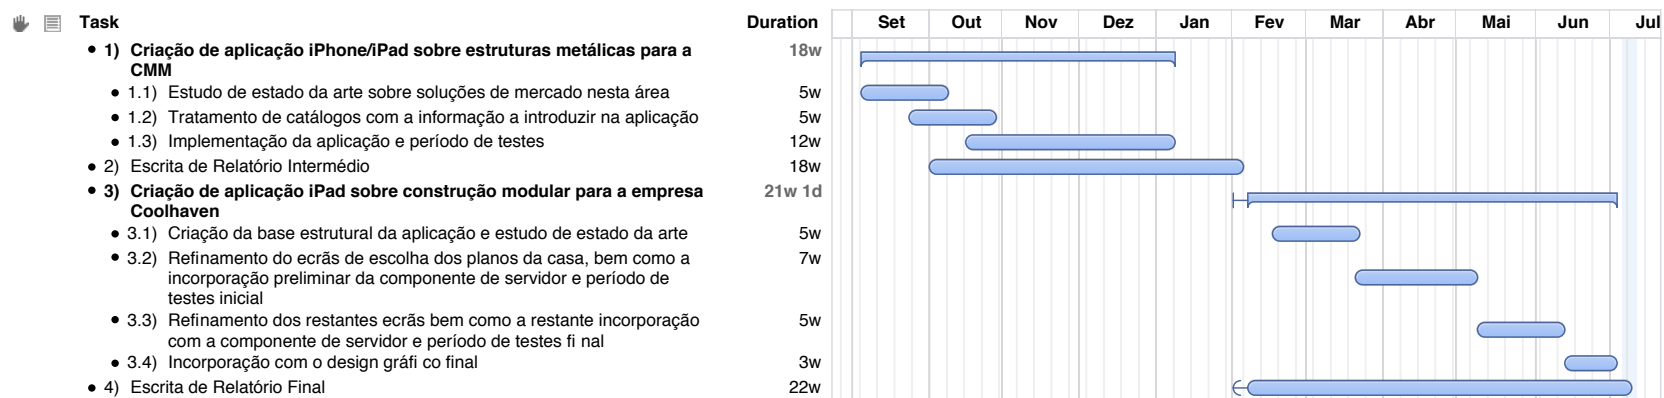 Task Duration Set Out Nov Dez Jan Fev Mar Abr Mai Jun Jul
1) Criação de aplicação iPhone/iPad sobre estruturas metálicas para a 18w
CMM
1.1) Estudo de estado da arte sobre soluções de mercado nesta área 5w
1.2) Tratamento de catálogos com a informação a introduzir na aplicação 5w
1.3) Implementação da aplicação e período de testes 12w
2) Escrita de Relatório Intermédio 18w
3) Criação de aplicação iPad sobre construção modular para a empresa 21w 1d
Coolhaven
3.1) Criação da base estrutural da aplicação e estudo de estado da arte 5w
3.2) Refinamento do ecrãs de escolha dos planos da casa, bem como a 7w
incorporação preliminar da componente de servidor e período de
testes inicial
3.3) Refinamento dos restantes ecrãs bem como a restante incorporação 5w
com a componente de servidor e período de testes fi nal
3.4) Incorporação com o design gráfi co final 3w
4) Escrita de Relatório Final 22w